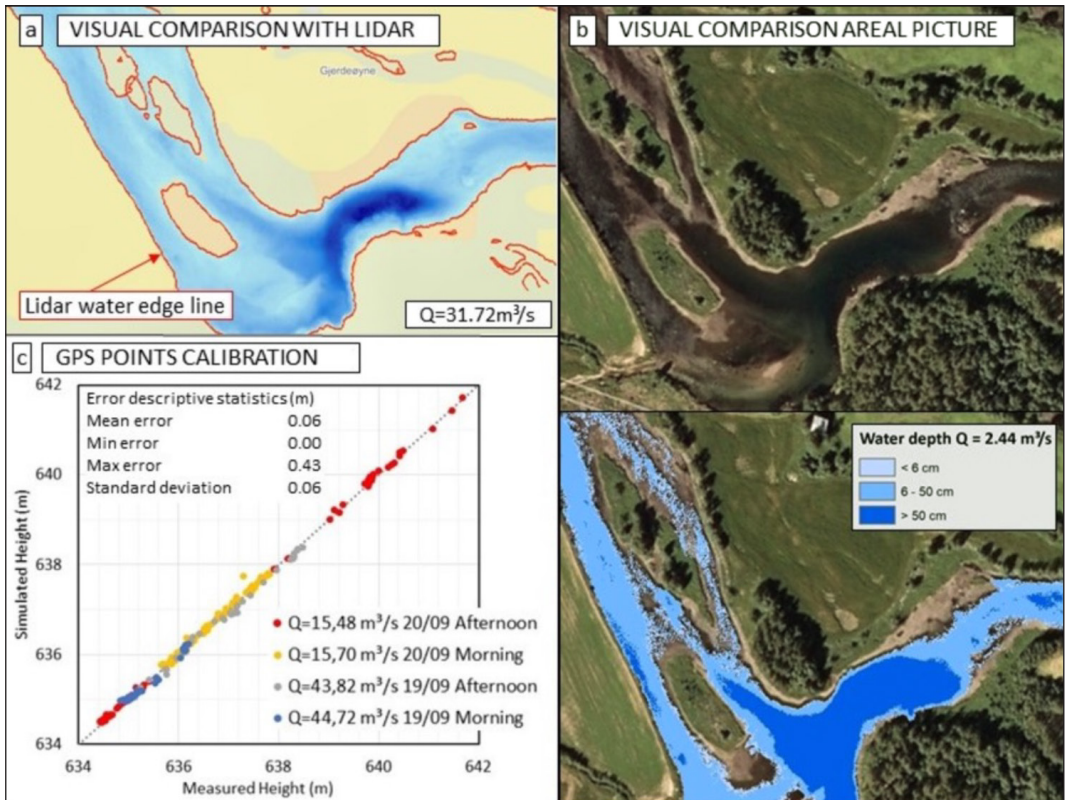 a VISUAL COMPARISON WITH LIDAR
Gjerdeøyne
Lidar water edge line
Q=31.72m³/s
b VISUAL COMPARISON AREAL PICTURE
Water depth Q = 2.44 m³/s
< 6 cm
6 - 50 cm
> 50 cm
c GPS POINTS CALIBRATION
Error descriptive statistics (m)
Mean error 0.06
Min error 0.00
Max error 0.43
Standard deviation 0.06
642
640
638
636
634
Simulated Height (m)
Q=15,48 m³/s 20/09 Afternoon
Q=15,70 m³/s 20/09 Morning
Q=43,82 m³/s 19/09 Afternoon
Q=44,72 m³/s 19/09 Morning
634 636 638 640 642
Measured Height (m)